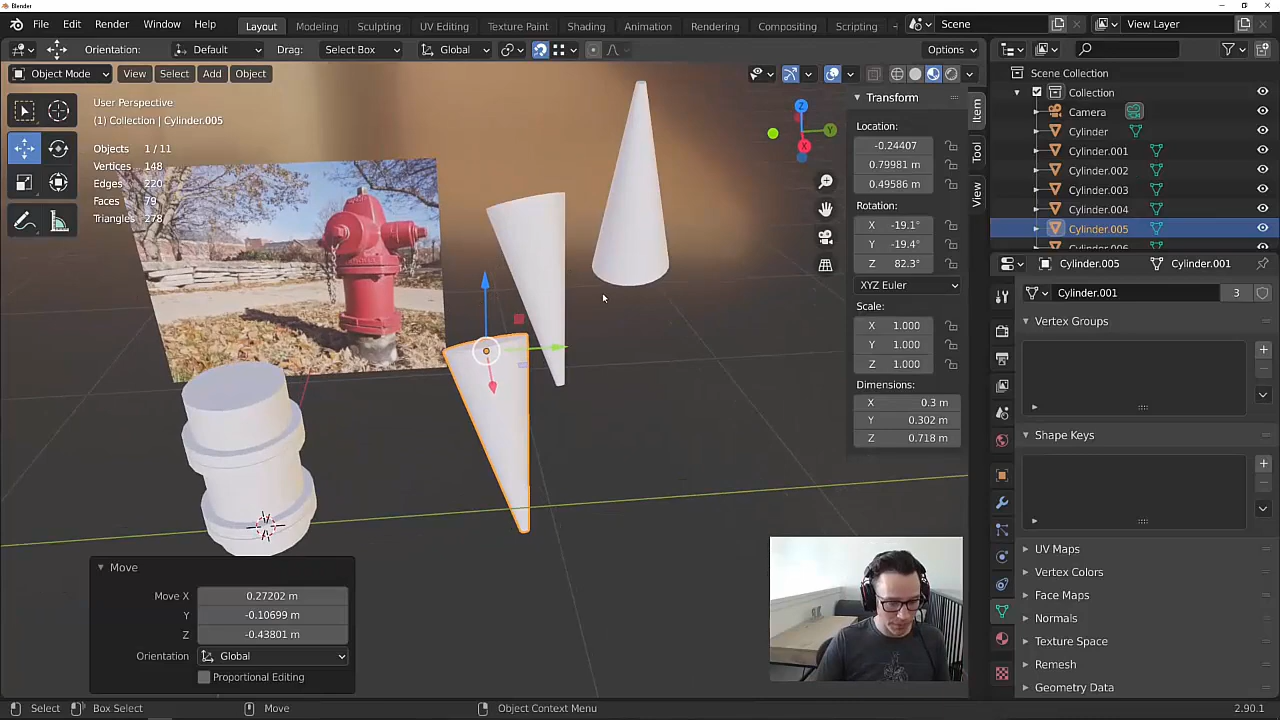 Blender
File Edit Render Window Help
Layout Modeling Sculpting UV Editing Texture Paint Shading Animation Rendering Compositing Scripting
Scene View Layer
Orientation: Default Drag: Select Box Global Options
Object Mode View Select Add Object
User Perspective
(1) Collection | Cylinder.005
Objects 1 / 11
Vertices 148
Edges 220
Faces 79
Triangles 278
Z
Y
X
Transform
Location:
-0.24407
0.79981
0.49586
Rotation:
X -19.1°
Y -19.4°
Z 82.3°
XYZ Euler
Scale:
X 1.000
Y 1.000
Z 1.000
Dimensions:
X 0.3 m
Y 0.302 m
Z 0.718 m
Item
Tool
View
Scene Collection
Collection
Camera
Cylinder
Cylinder.001
Cylinder.002
Cylinder.003
Cylinder.004
Cylinder.005
Cylinder.006
Cylinder.005 Cylinder.001
Cylinder.001 3
Vertex Groups
Shape Keys
UV Maps
Vertex Colors
Face Maps
Normals
Texture Space
Remesh
Geometry Data
Move
Move X 0.27202 m
Y -0.10699 m
Z -0.43801 m
Orientation Global
Proportional Editing
Select Box Select Move Object Context Menu 2.90.1